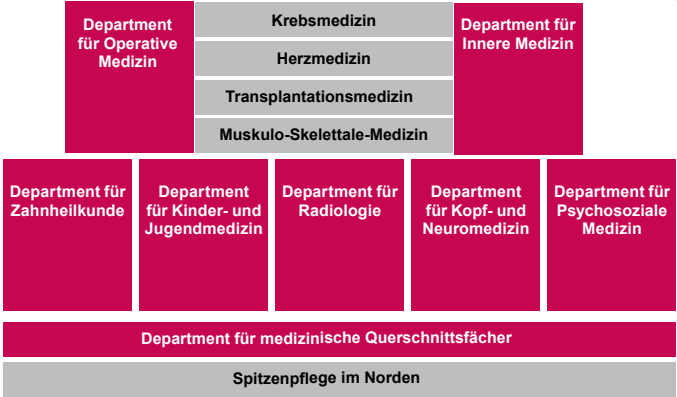 Department
für Operative
Medizin
Krebsmedizin
Herzmedizin
Transplantationsmedizin
Muskulo-Skelettale-Medizin
Department für
Innere Medizin
Department für
Zahnheilkunde
Department
für Kinder- und
Jugendmedizin
Department für
Radiologie
Department
für Kopf- und
Neuromedizin
Department für
Psychosoziale
Medizin
Department für medizinische Querschnittsfächer
Spitzenpflege im Norden